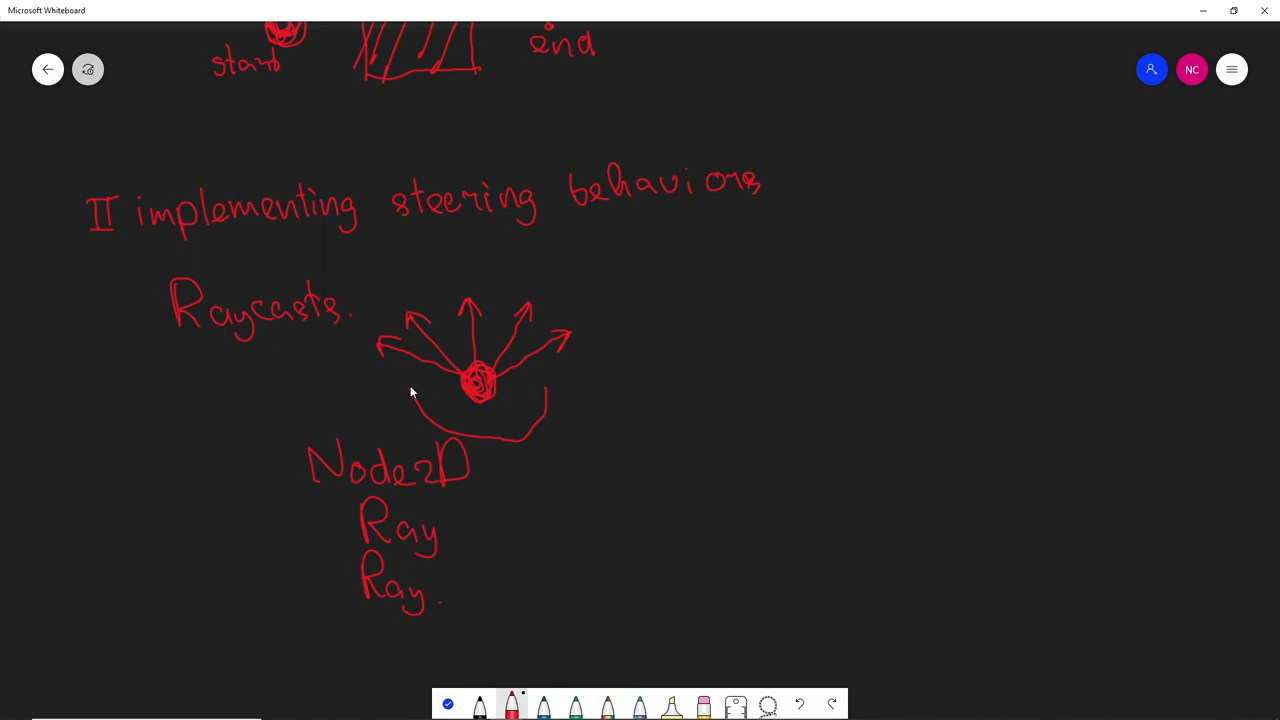 Microsoft Whiteboard
start end
NC
II implementing steering behaviors
Raycasts.
Node2D
Ray
Ray.